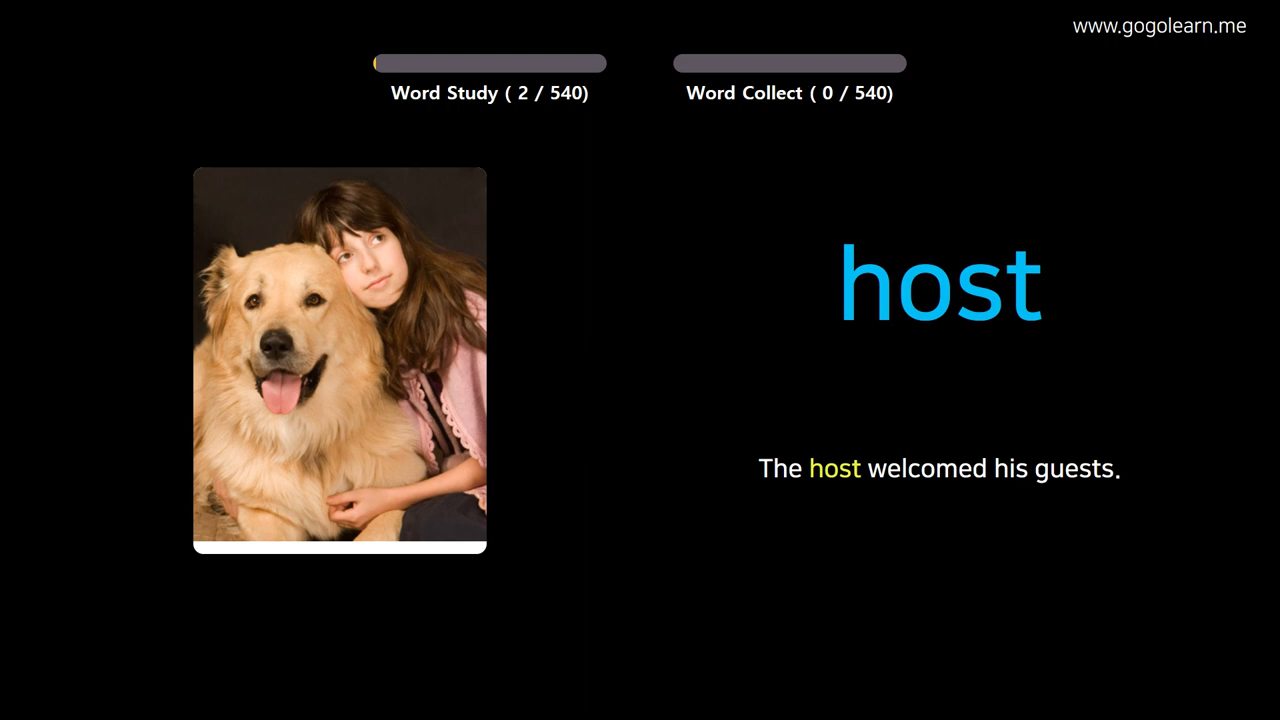 www.gogolearn.me
Word Study ( 2 / 540)
Word Collect ( 0 / 540)
host
The host welcomed his guests.